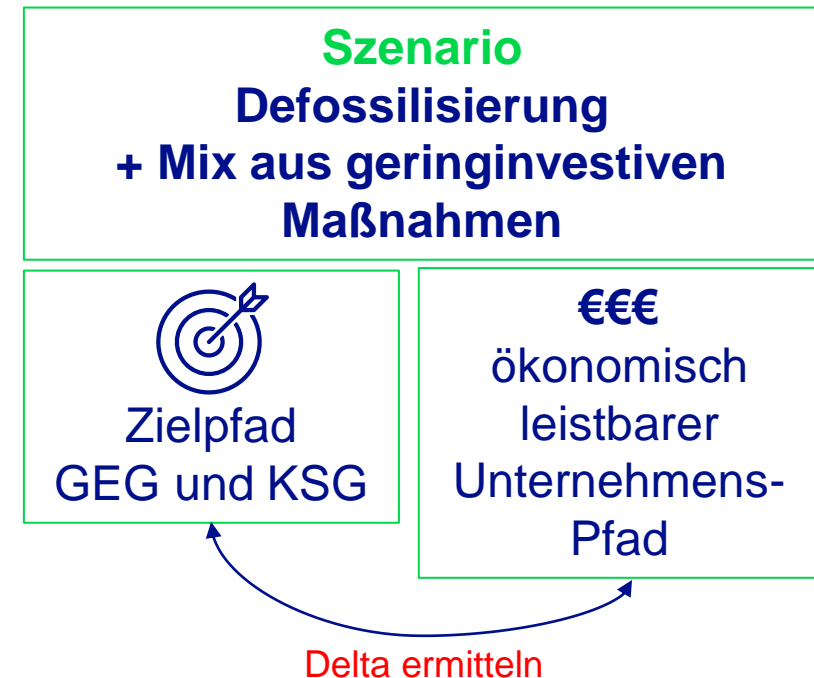 Szenario
Defossilisierung
+ Mix aus geringinvestiven
Maßnahmen
Zielpfad
GEG und KSG
€€€
ökonomisch
leistbarer
Unternehmens-
Pfad
Delta ermitteln